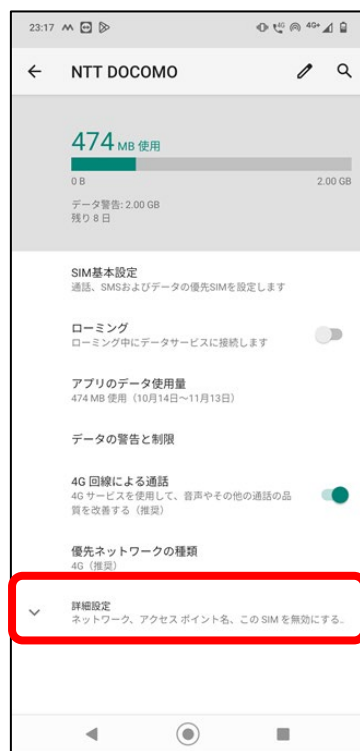 23:17 4G 4G+
NTT DOCOMO
474 MB 使用
0 B 2.00 GB
データ警告: 2.00 GB
残り 8 日
SIM基本設定
通話、SMSおよびデータの優先SIMを設定します
ローミング
ローミング中にデータサービスに接続します
アプリのデータ使用量
474 MB 使用（10月14日～11月13日）
データの警告と制限
4G 回線による通話
4G サービスを使用して、音声やその他の通話の品
質を改善する（推奨）
優先ネットワークの種類
4G（推奨）
詳細設定
ネットワーク、アクセス ポイント名、この SIM を無効にする..